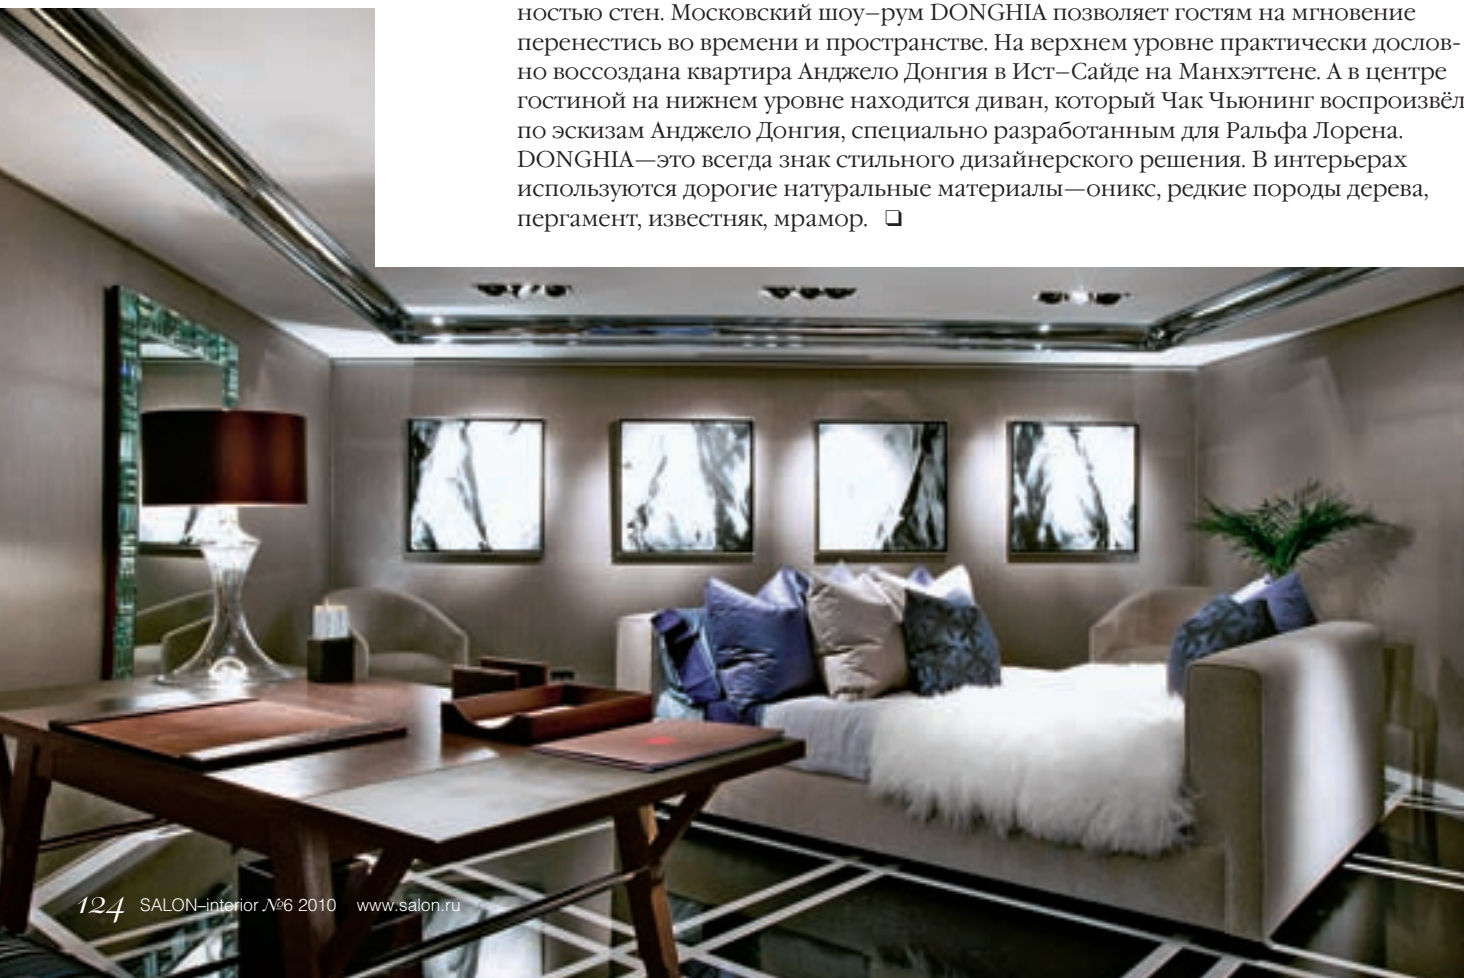 ностью стен. Московский шоу–рум DONGHIA позволяет гостям на мгновение
перенестись во времени и пространстве. На верхнем уровне практически дослов-
но воссоздана квартира Анджело Донгия в Ист–Сайде на Манхэттене. А в центре
гостиной на нижнем уровне находится диван, который Чак Чьюнинг воспроизвёл
по эскизам Анджело Донгия, специально разработанным для Ральфа Лорена.
DONGHIA—это всегда знак стильного дизайнерского решения. В интерьерах
используются дорогие натуральные материалы—оникс, редкие породы дерева,
пергамент, известняк, мрамор. ❑
124 SALON–interior №6 2010 www.salon.ru